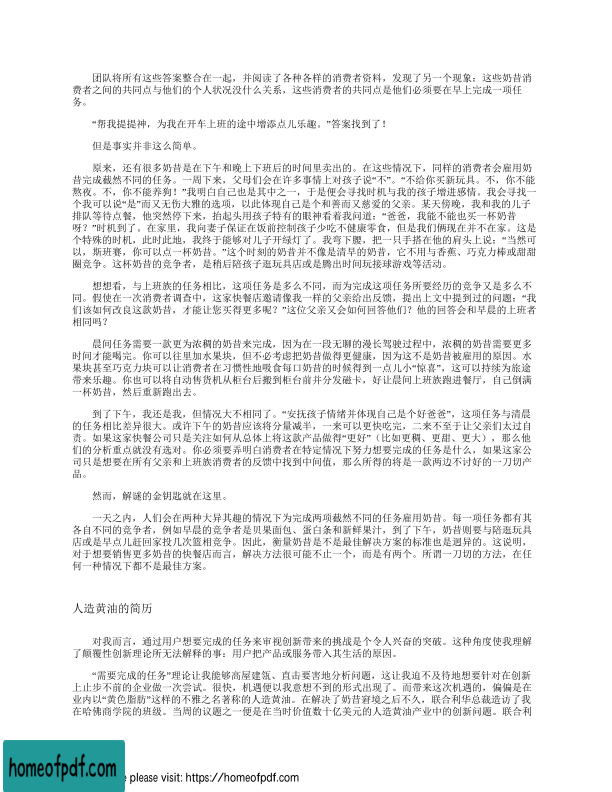 团队将所有这些答案整合在一起，并阅读了各种各样的消费者资料，发现了另一个现象：这些奶昔消
费者之间的共同点与他们的个人状况没什么关系，这些消费者的共同点是他们必须要在早上完成一项任
务。
“帮我提提神，为我在开车上班的途中增添点儿乐趣。”答案找到了！
但是事实并非这么简单。
原来，还有很多奶昔是在下午和晚上下班后的时间里卖出的。在这些情况下，同样的消费者会雇用奶
昔完成截然不同的任务。一周下来，父母们会在许多事情上对孩子说“不”。“不给你买新玩具。不，你不能
熬夜。不，你不能养狗！”我明白自己也是其中之一，于是便会寻找时机与我的孩子增进感情。我会寻找一
个我可以说“是”而又无伤大雅的选项，以此体现自己是个和善而又慈爱的父亲。某天傍晚，我和我的儿子
排队等待点餐，他突然停下来，抬起头用孩子特有的眼神看着我问道：“爸爸，我能不能也买一杯奶昔
呀？”时机到了。在家里，我向妻子保证在饭前控制孩子少吃不健康零食，但是我们俩现在并不在家。这是
个特殊的时机，此时此地，我终于能够对儿子开绿灯了。我弯下腰，把一只手搭在他的肩头上说：“当然可
以，斯班赛，你可以点一杯奶昔。”这个时刻的奶昔并不像是清早的奶昔，它不用与香蕉、巧克力棒或甜甜
圈竞争。这杯奶昔的竞争者，是稍后陪孩子逛玩具店或是腾出时间玩接球游戏等活动。
想想看，与上班族的任务相比，这项任务是多么不同，而为完成这项任务所要经历的竞争又是多么不
同。假使在一次消费者调查中，这家快餐店邀请像我一样的父亲给出反馈，提出上文中提到过的问题：“我
们该如何改良这款奶昔，才能让您买得更多呢？”这位父亲又会如何回答他们？他的回答会和早晨的上班者
相同吗？
晨间任务需要一款更为浓稠的奶昔来完成，因为在一段无聊的漫长驾驶过程中，浓稠的奶昔需要更多
时间才能喝完。你可以往里加水果块，但不必考虑把奶昔做得更健康，因为这不是奶昔被雇用的原因。水
果块甚至巧克力块可以让消费者在习惯性地吸食每口奶昔的时候得到一点儿小“惊喜”，这可以持续为旅途
带来乐趣。你也可以将自动售货机从柜台后搬到柜台前并分发磁卡，好让晨间上班族跑进餐厅，自己倒满
一杯奶昔，然后重新跑出去。
到了下午，我还是我，但情况大不相同了。“安抚孩子情绪并体现自己是个好爸爸”，这项任务与清晨
的任务相比差异很大。或许下午的奶昔应该将分量减半，一来可以更快吃完，二来不至于让父亲们太过自
责。如果这家快餐公司只是关注如何从总体上将这款产品做得“更好”（比如更稠、更甜、更大），那么他
们的分析重点就没有选对。你必须要弄明白消费者在特定情况下努力想要完成的任务是什么，如果这家公
司只是想要在所有父亲和上班族消费者的反馈中找到中间值，那么所得的将是一款两边不讨好的一刀切产
品。
然而，解谜的金钥匙就在这里。
一天之内，人们会在两种大异其趣的情况下为完成两项截然不同的任务雇用奶昔。每一项任务都有其
各自不同的竞争者，例如早晨的竞争者是贝果面包、蛋白条和新鲜果汁，到了下午，奶昔则要与陪逛玩具
店或是早点儿赶回家投几次篮相竞争。因此，衡量奶昔是不是最佳解决方案的标准也是迥异的。这说明，
对于想要销售更多奶昔的快餐店而言，解决方法很可能不止一个，而是有两个。所谓一刀切的方法，在任
何一种情况下都不是最佳方案。
人造黄油的简历
对我而言，通过用户想要完成的任务来审视创新带来的挑战是个令人兴奋的突破。这种角度使我理解
了颠覆性创新理论所无法解释的事：用户把产品或服务带入其生活的原因。
“需要完成的任务”理论让我能够高屋建瓴、直击要害地分析问题，这让我迫不及待地想要针对在创新
上止步不前的企业做一次尝试。很快，机遇便以我意想不到的形式出现了。而带来这次机遇的，偏偏是在
业内以“黄色脂肪”这样的不雅之名著称的人造黄油。在解决了奶昔窘境之后不久，联合利华总裁造访了我
在哈佛商学院的班级。当周的议题之一便是在当时价值数十亿美元的人造黄油产业中的创新问题。联合利
homeofpdf.com
e please visit: https://homeofpdf.com